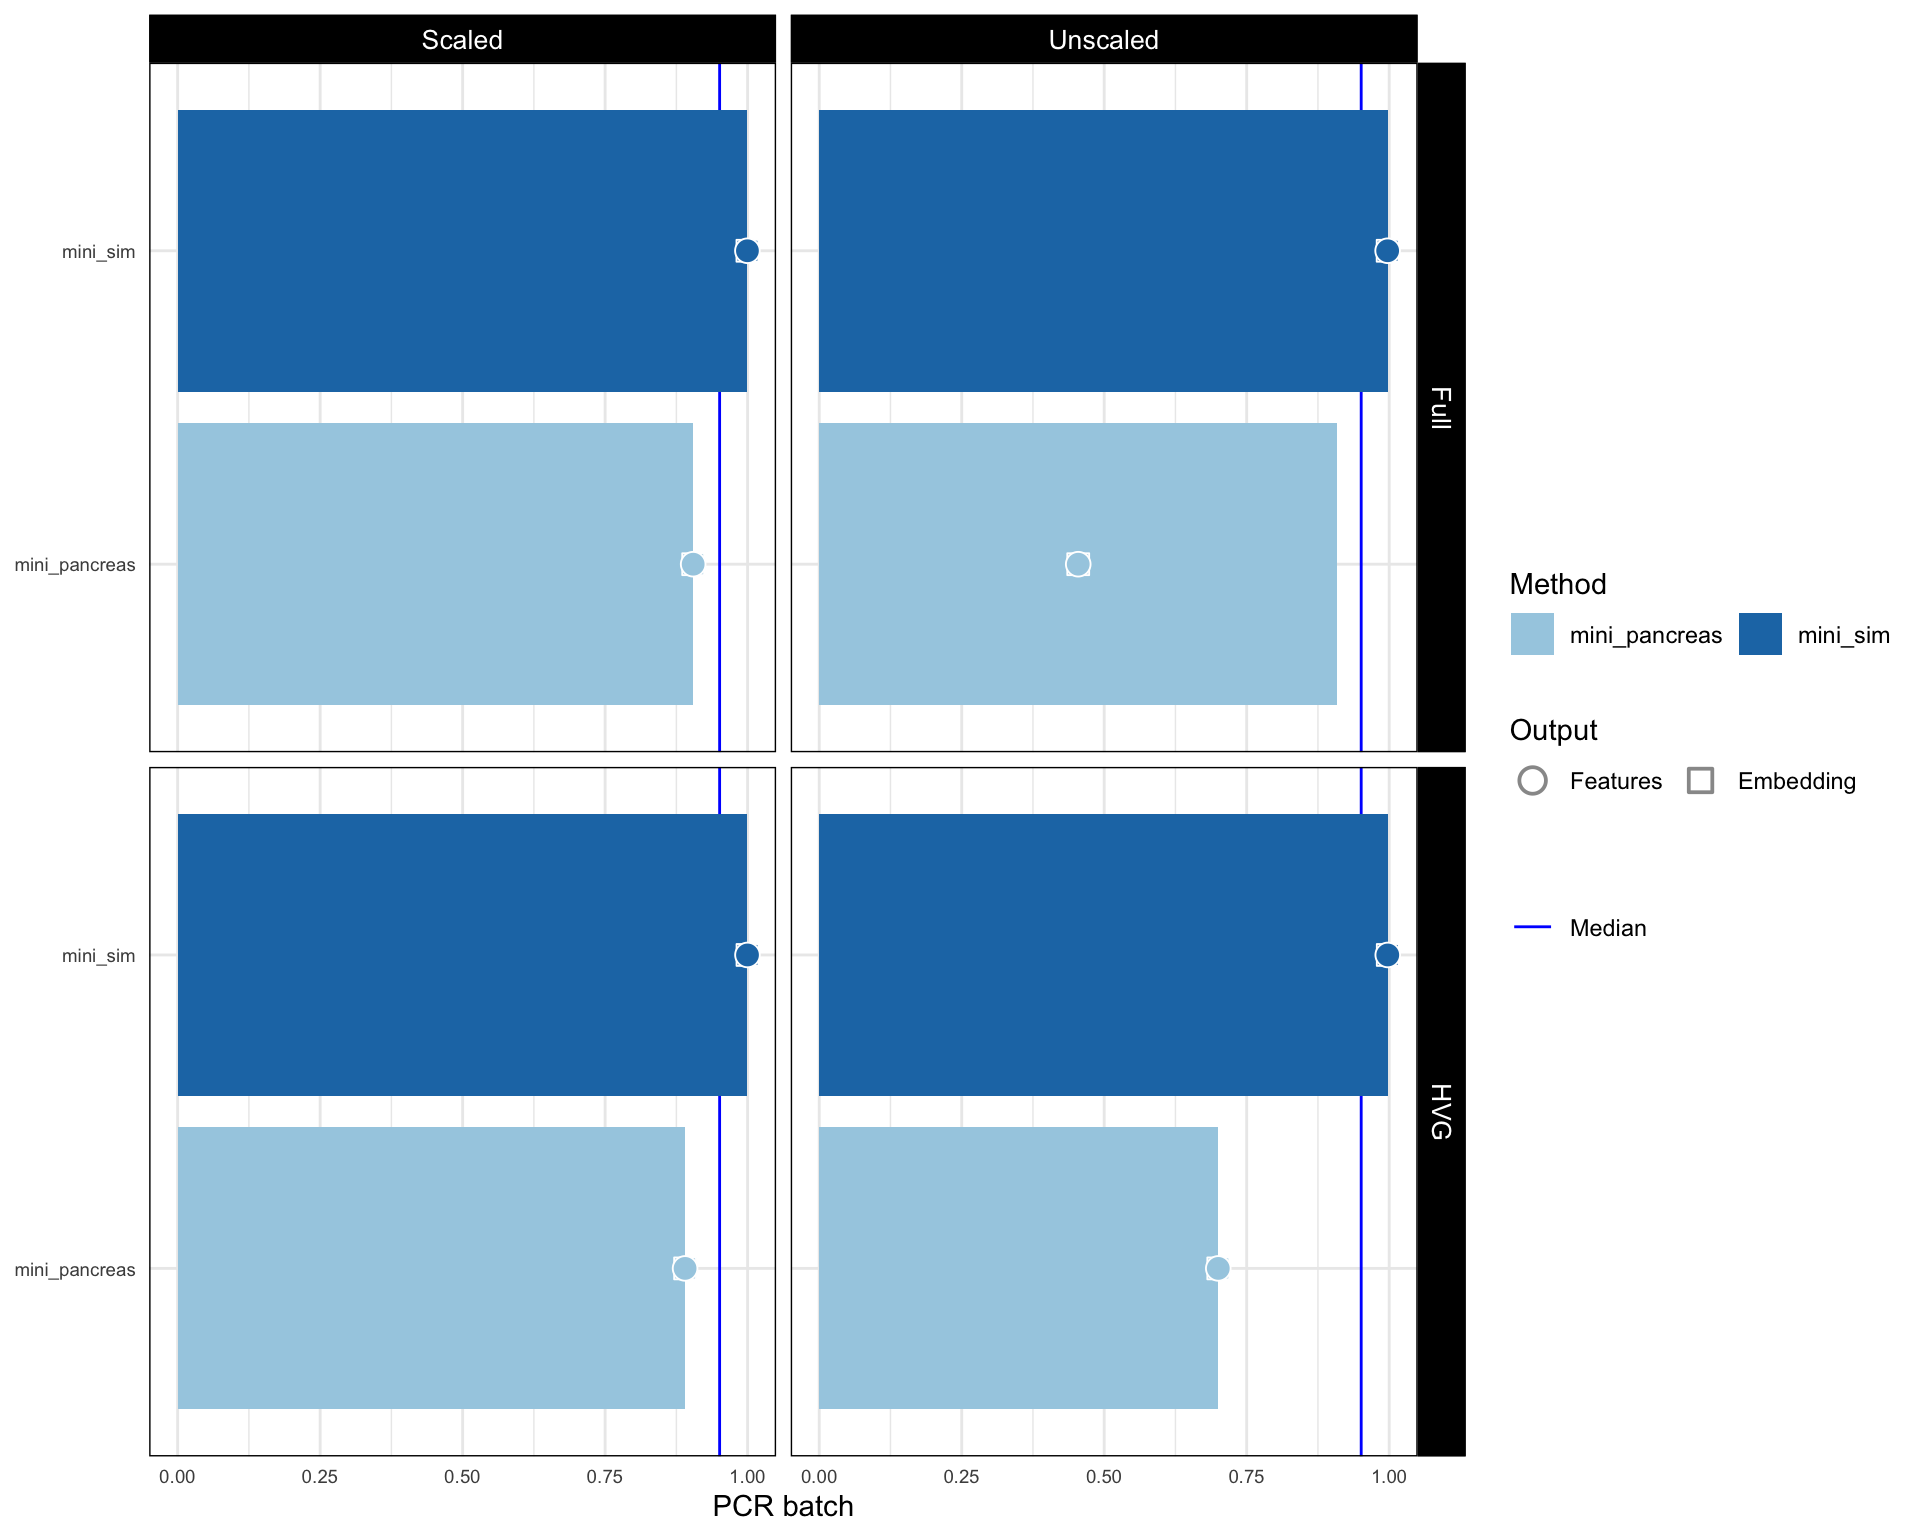 Scaled
Unscaled
mini_sim
mini_pancreas
Full
mini_sim
mini_pancreas
HVG
0.00 0.25 0.50 0.75 1.00 0.00 0.25 0.50 0.75 1.00
PCR batch
Method
mini_pancreas mini_sim
Output
Features Embedding
Median